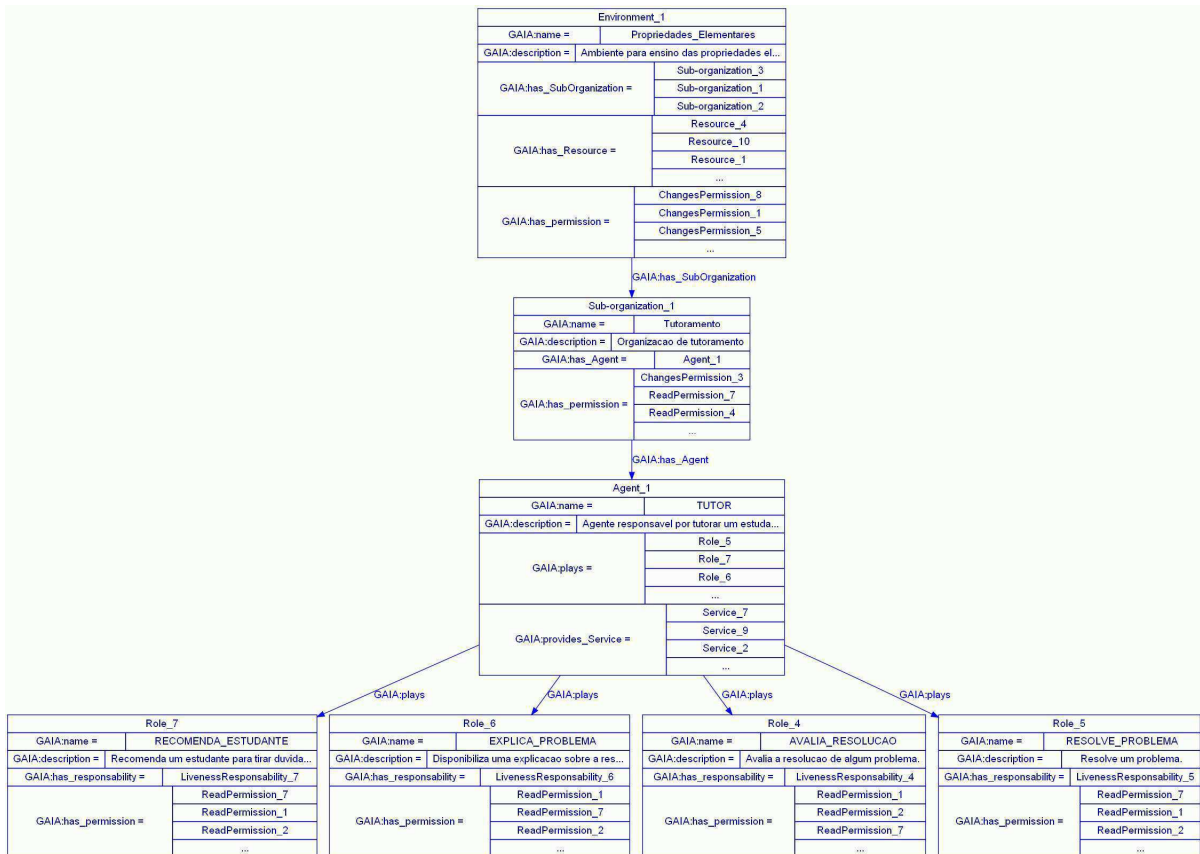 Environment_1
GAIA:name = Propriedades_Elementares
GAIA:description = Ambiente para ensino das propriedades el...
GAIA:has_SubOrganization =
Sub-organization_3
Sub-organization_1
Sub-organization_2
GAIA:has_Resource =
Resource_4
Resource_10
Resource_1
...
GAIA:has_permission =
ChangesPermission_8
ChangesPermission_1
ChangesPermission_5
...
GAIA:has_SubOrganization
Sub-organization_1
GAIA:name = Tutoramento
GAIA:description = Organizacao de tutoramento
GAIA:has_Agent = Agent_1
GAIA:has_permission =
ChangesPermission_3
ReadPermission_7
ReadPermission_4
...
GAIA:has_Agent
Agent_1
GAIA:name = TUTOR
GAIA:description = Agente responsavel por tutorar um estuda...
GAIA:plays =
Role_5
Role_7
Role_6
...
GAIA:provides_Service =
Service_7
Service_9
Service_2
...
GAIA:plays
GAIA:plays
GAIA:plays
GAIA:plays
Role_7
GAIA:name = RECOMENDA_ESTUDANTE
GAIA:description = Recomenda um estudante para tirar duvida...
GAIA:has_responsability = LivenessResponsability_7
GAIA:has_permission =
ReadPermission_7
ReadPermission_1
ReadPermission_2
...
Role_6
GAIA:name = EXPLICA_PROBLEMA
GAIA:description = Disponibiliza uma explicacao sobre a res...
GAIA:has_responsability = LivenessResponsability_6
GAIA:has_permission =
ReadPermission_1
ReadPermission_7
ReadPermission_2
...
Role_4
GAIA:name = AVALIA_RESOLUCAO
GAIA:description = Avalia a resolucao de algum problema.
GAIA:has_responsability = LivenessResponsability_4
GAIA:has_permission =
ReadPermission_1
ReadPermission_2
ReadPermission_7
...
Role_5
GAIA:name = RESOLVE_PROBLEMA
GAIA:description = Resolve um problema.
GAIA:has_responsability = LivenessResponsability_5
GAIA:has_permission =
ReadPermission_7
ReadPermission_1
ReadPermission_2
...